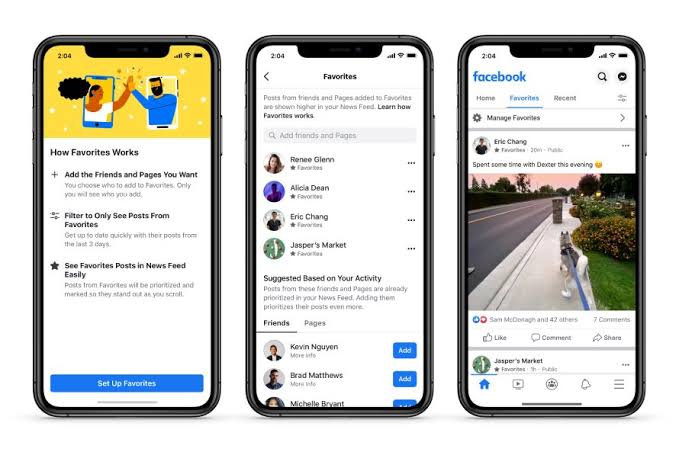 2:04
How Favorites Works
Add the Friends and Pages You Want
You choose who to add to Favorites. Only
you will see who you add.
Filter to Only See Posts From
Favorites
Get up to date quickly with their posts from
the last 3 days.
See Favorites Posts in News Feed
Easily
Posts from Favorites will be prioritized and
marked so they stand out as you scroll.
Set Up Favorites
2:04
Favorites
Posts from friends and Pages added to Favorites
are shown higher in your News Feed. Learn how
Favorites works.
Add friends and Pages
Renee Glenn
Favorites
Alicia Dean
Favorites
Eric Chang
Favorites
Jasper's Market
Favorites
Suggested Based on Your Activity
Posts from these friends and Pages are already
prioritized in your News Feed. Adding them
prioritizes their posts even more.
Friends Pages
Kevin Nguyen
More info
Add
Brad Matthews
More info
Add
Michelle Bryant
Add
2:04
facebook
Home Favorites Recent
Manage Favorites
Eric Chang
Favorites · 20m · Public
Spent some time with Dexter this evening
Sam McDonagh and 42 others 7 Comments
Like Comment Share
Jasper's Market
Favorites · 1h · Public